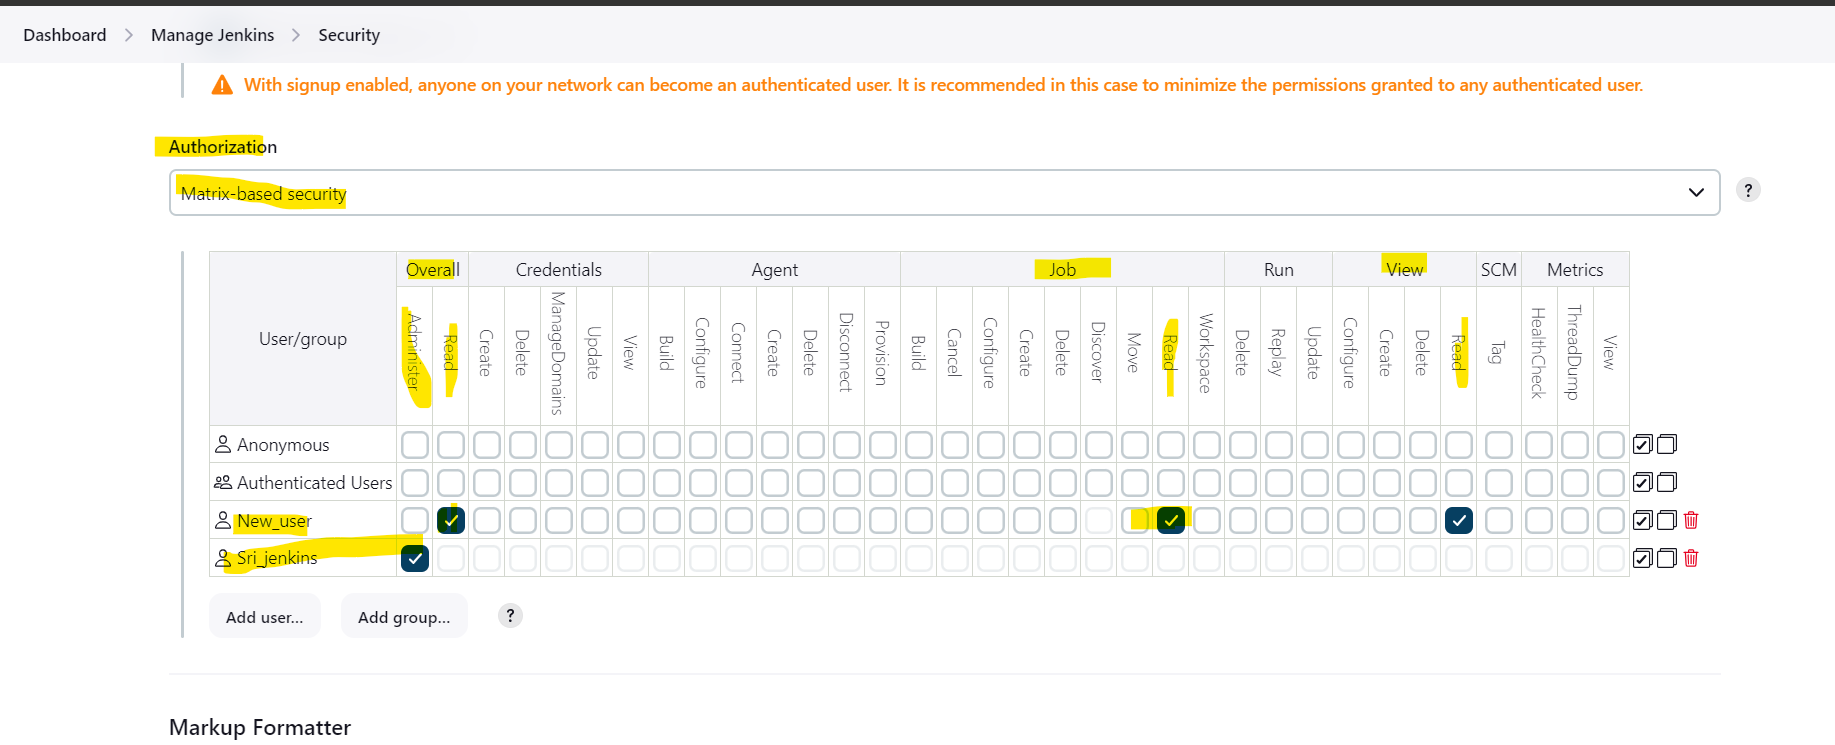 Dashboard > Manage Jenkins > Security
With signup enabled, anyone on your network can become an authenticated user. It is recommended in this case to minimize the permissions granted to any authenticated user.
Authorization
Matrix-based security
?
User/group
Overall Credentials Agent Job Run View SCM Metrics
Administer Read Create Delete ManageDomains Update View Build Configure Connect Create Delete Disconnect Provision Build Cancel Configure Create Delete Discover Move Read Workspace Delete Replay Update Configure Create Delete Read Tag HealthCheck ThreadDump View
Anonymous
Authenticated Users
New_user
Sri_jenkins
Add user... Add group... ?
Markup Formatter